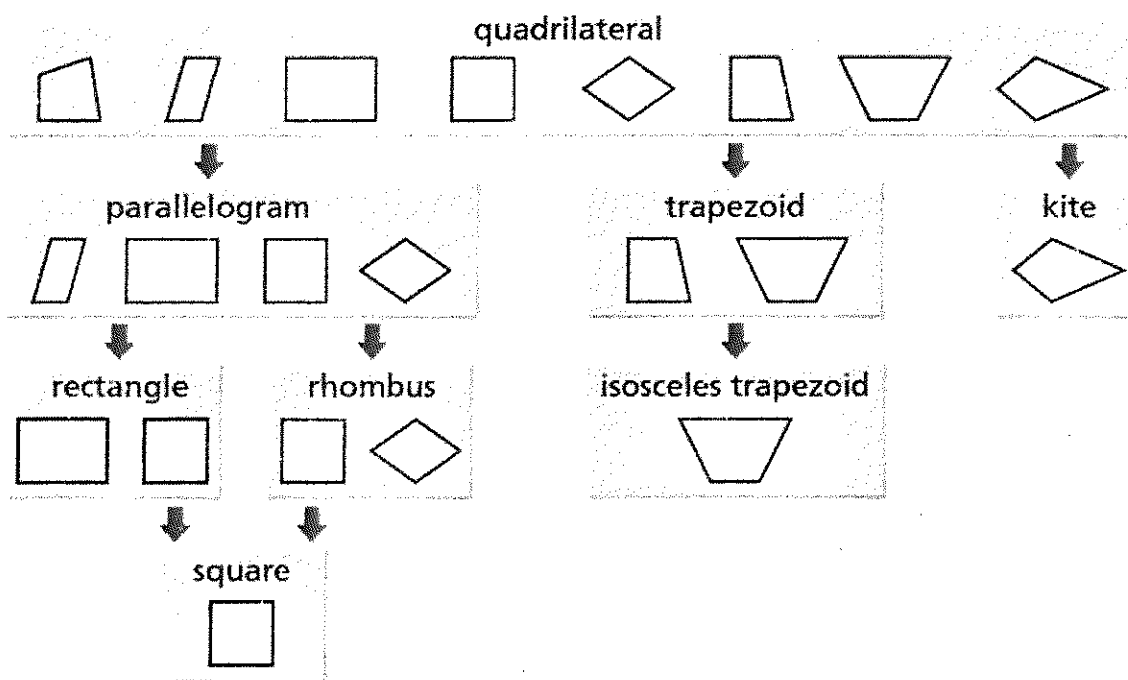 quadrilateral
parallelogram
trapezoid
kite
rectangle
rhombus
isosceles trapezoid
square